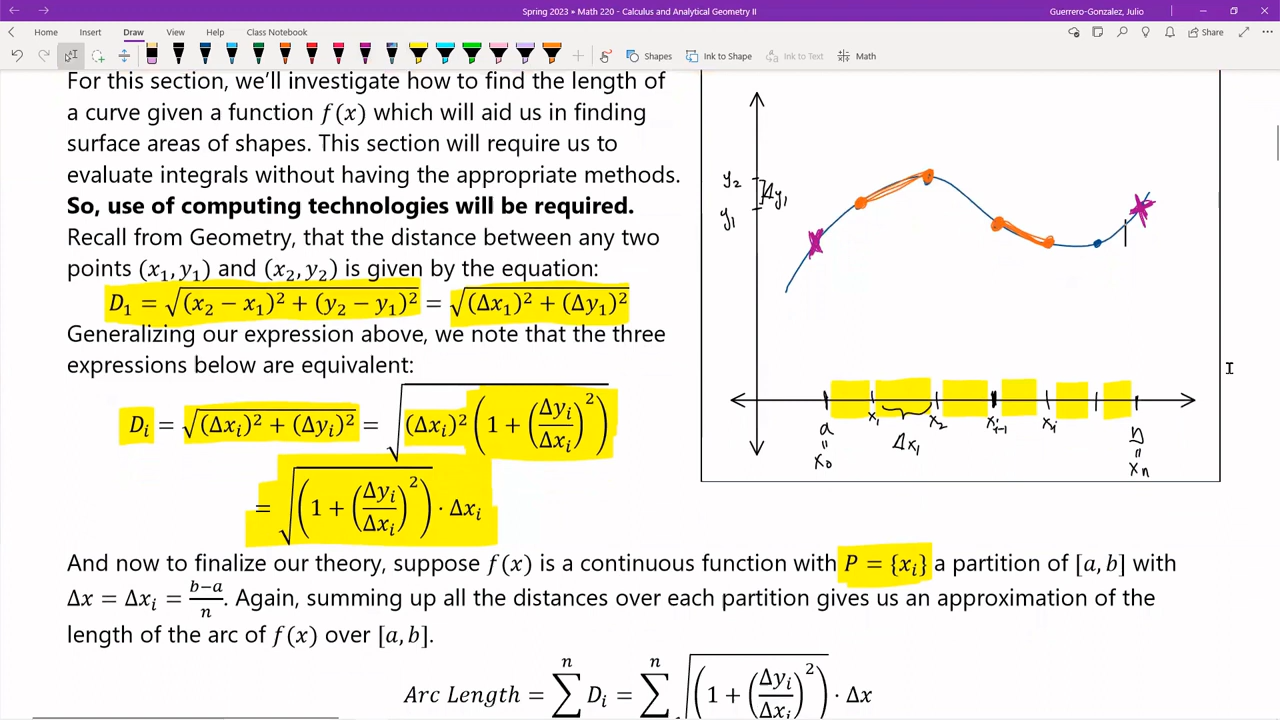 Spring 2023 » Math 220 - Calculus and Analytical Geometry II
Guerrero-Gonzalez, Julio
Home Insert Draw View Help Class Notebook
Share
Shapes Ink to Shape Ink to Text Math
For this section, we'll investigate how to find the length of
a curve given a function f(x) which will aid us in finding
surface areas of shapes. This section will require us to
evaluate integrals without having the appropriate methods.
So, use of computing technologies will be required.
Recall from Geometry, that the distance between any two
points (x₁, y₁) and (x₂, y₂) is given by the equation:
D₁ = √((x₂ − x₁)² + (y₂ − y₁)²) = √((Δx₁)² + (Δy₁)²)
Generalizing our expression above, we note that the three
expressions below are equivalent:
Dᵢ = √((Δxᵢ)² + (Δyᵢ)²) = √((Δxᵢ)² (1 + (Δyᵢ/Δxᵢ)²))
= √(1 + (Δyᵢ/Δxᵢ)²) · Δxᵢ
y₂
y₁
Δy₁
a x₁ x₂ xᵢ₋₁ xᵢ
= Δx₁ =
x₀ xₙ
And now to finalize our theory, suppose f(x) is a continuous function with P = {xᵢ} a partition of [a, b] with
Δx = Δxᵢ = (b−a)/n. Again, summing up all the distances over each partition gives us an approximation of the
length of the arc of f(x) over [a, b].
n n
Arc Length = ∑ Dᵢ = ∑ √(1 + (Δyᵢ/Δxᵢ)²) · Δx